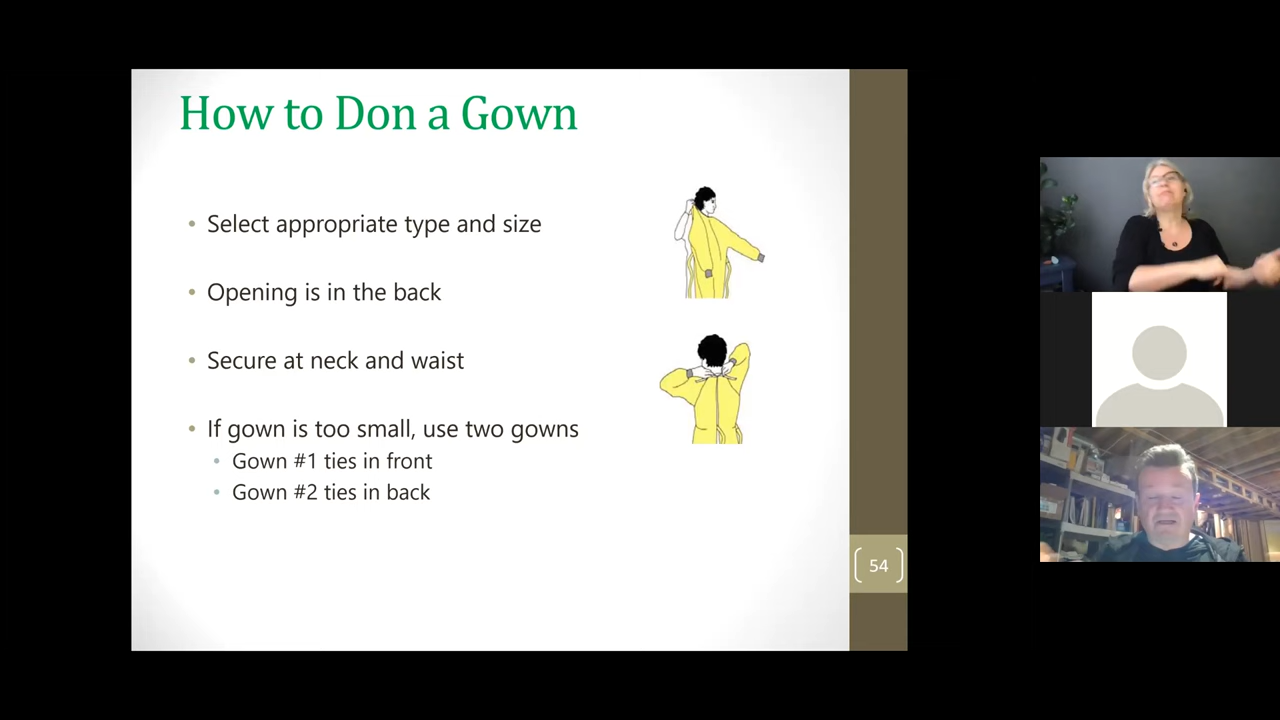 How to Don a Gown
• Select appropriate type and size
• Opening is in the back
• Secure at neck and waist
• If gown is too small, use two gowns
• Gown #1 ties in front
• Gown #2 ties in back
54